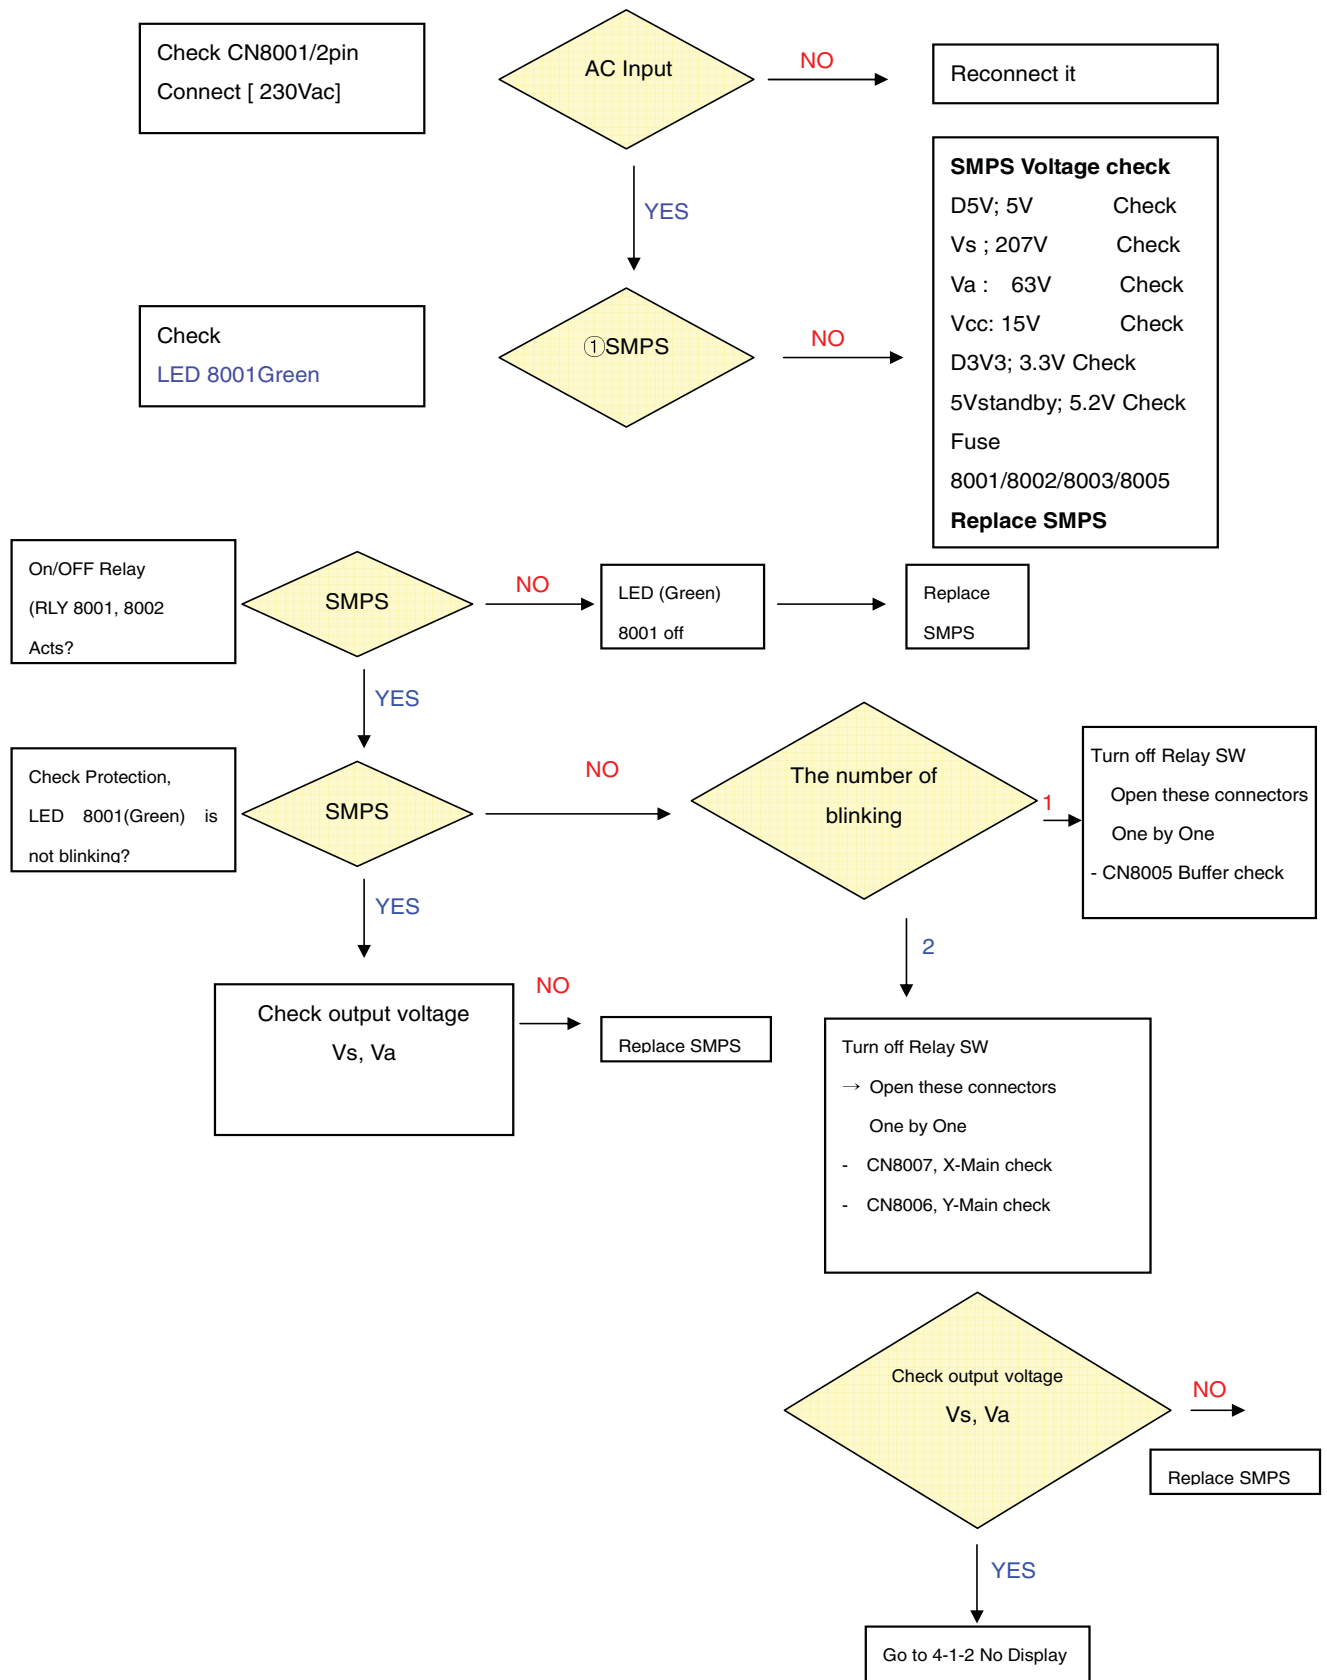 Check CN8001/2pin
Connect [ 230Vac]
AC Input
NO
Reconnect it
YES
SMPS Voltage check
D5V; 5V Check
Vs ; 207V Check
Va : 63V Check
Vcc: 15V Check
D3V3; 3.3V Check
5Vstandby; 5.2V Check
Fuse
8001/8002/8003/8005
Replace SMPS
Check
LED 8001Green
①SMPS
NO
On/OFF Relay
(RLY 8001, 8002
Acts?
SMPS
NO
LED (Green)
8001 off
Replace
SMPS
YES
Check Protection,
LED 8001(Green) is
not blinking?
SMPS
NO
The number of
blinking
1
Turn off Relay SW
Open these connectors
One by One
- CN8005 Buffer check
YES
2
Check output voltage
Vs, Va
NO
Replace SMPS
Turn off Relay SW
→ Open these connectors
One by One
- CN8007, X-Main check
- CN8006, Y-Main check
Check output voltage
Vs, Va
NO
Replace SMPS
YES
Go to 4-1-2 No Display